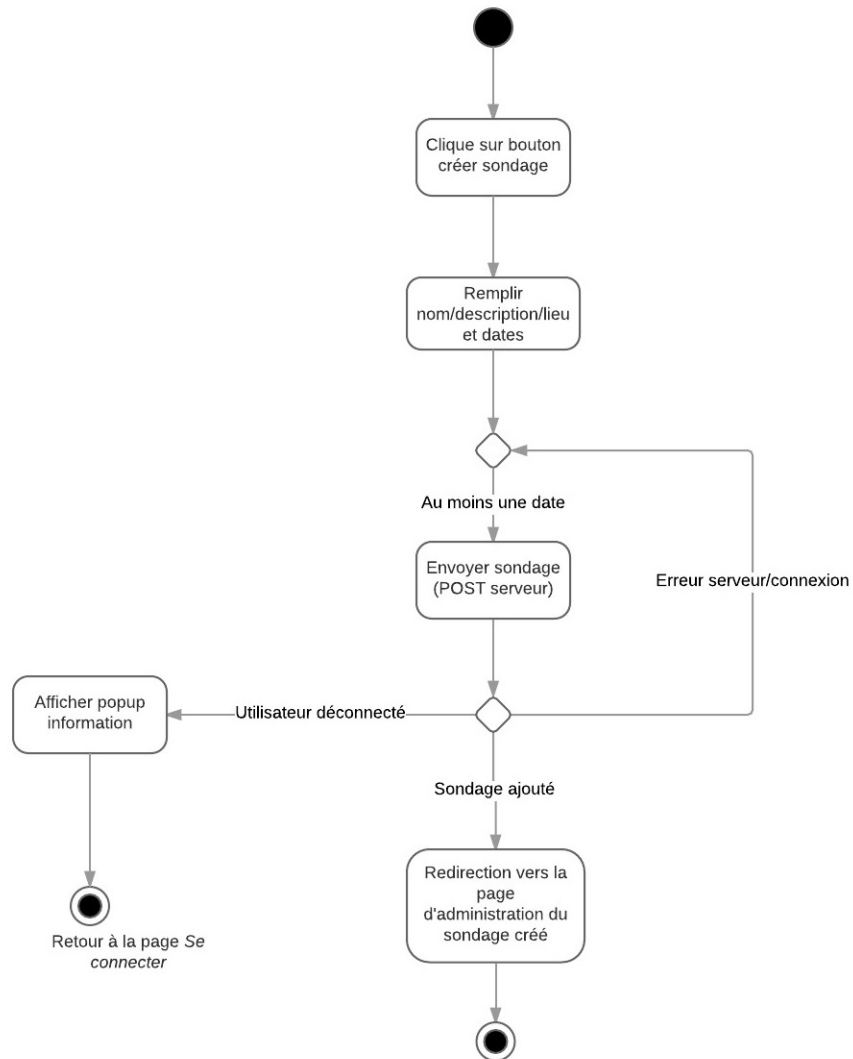 Clique sur bouton
créer sondage
Remplir
nom/description/lieu
et dates
Au moins une date
Envoyer sondage
(POST serveur)
Erreur serveur/connexion
Afficher popup
information
Utilisateur déconnecté
Sondage ajouté
Redirection vers la
page
d'administration du
sondage créé
Retour à la page Se
connecter